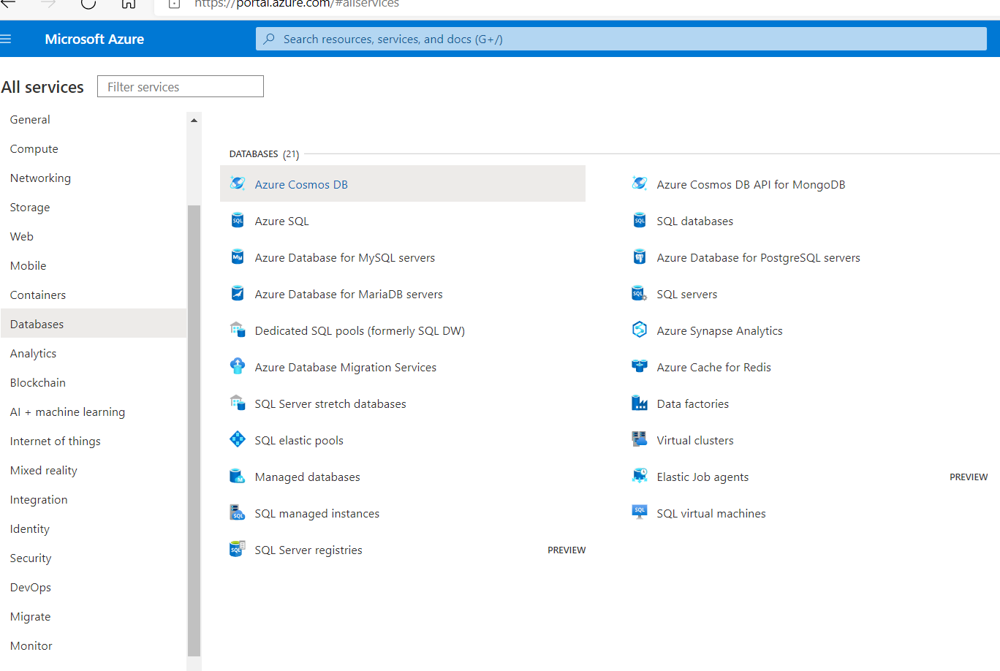 https://portal.azure.com/#allservices
Microsoft Azure
Search resources, services, and docs (G+/)
All services
Filter services
General
Compute
Networking
Storage
Web
Mobile
Containers
Databases
Analytics
Blockchain
AI + machine learning
Internet of things
Mixed reality
Integration
Identity
Security
DevOps
Migrate
Monitor
DATABASES (21)
Azure Cosmos DB
Azure Cosmos DB API for MongoDB
Azure SQL
SQL databases
Azure Database for MySQL servers
Azure Database for PostgreSQL servers
Azure Database for MariaDB servers
SQL servers
Dedicated SQL pools (formerly SQL DW)
Azure Synapse Analytics
Azure Database Migration Services
Azure Cache for Redis
SQL Server stretch databases
Data factories
SQL elastic pools
Virtual clusters
Managed databases
Elastic Job agents PREVIEW
SQL managed instances
SQL virtual machines
SQL Server registries PREVIEW